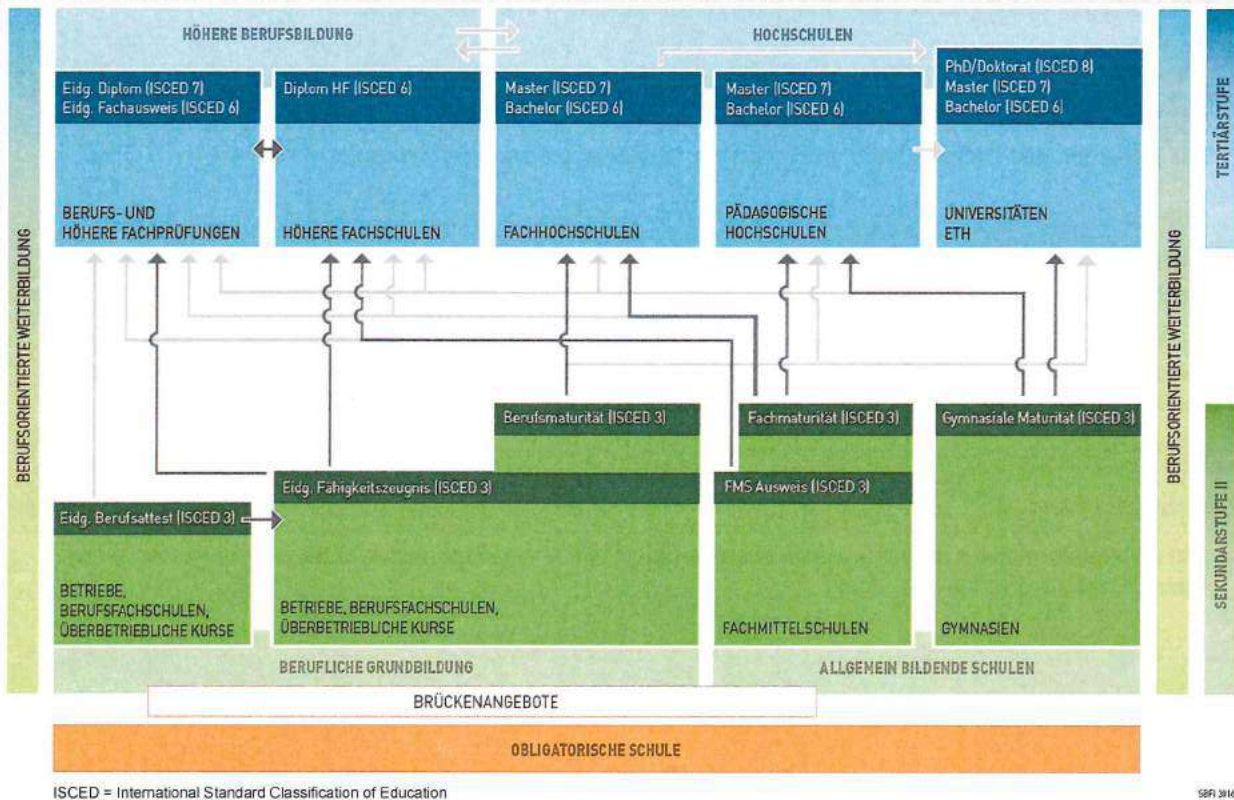 HÖHERE BERUFSBILDUNG
HOCHSCHULEN
Eidg. Diplom (ISCED 7)
Eidg. Fachausweis (ISCED 6)
BERUFS- UND
HÖHERE FACHPRÜFUNGEN
Diplom HF (ISCED 6)
HÖHERE FACHSCHULEN
Master (ISCED 7)
Bachelor (ISCED 6)
FACHHOCHSCHULEN
Master (ISCED 7)
Bachelor (ISCED 6)
PÄDAGOGISCHE
HOCHSCHULEN
PhD/Doktorat (ISCED 8)
Master (ISCED 7)
Bachelor (ISCED 6)
UNIVERSITÄTEN
ETH
TERTIÄRSTUFE
BERUFSORIENTIERTE WEITERBILDUNG
BERUFSORIENTIERTE WEITERBILDUNG
Berufsmaturität (ISCED 3)
Fachmaturität (ISCED 3)
Gymnasiale Maturität (ISCED 3)
Eidg. Fähigkeitszeugnis (ISCED 3)
FMS Ausweis (ISCED 3)
Eidg. Berufsattest (ISCED 3)
BETRIEBE,
BERUFSFACHSCHULEN,
ÜBERBETRIEBLICHE KURSE
BETRIEBE, BERUFSFACHSCHULEN,
ÜBERBETRIEBLICHE KURSE
FACHMITTELSCHULEN
GYMNASIEN
SEKUNDARSTUFE II
BERUFLICHE GRUNDBILDUNG
ALLGEMEIN BILDENDE SCHULEN
BRÜCKENANGEBOTE
OBLIGATORISCHE SCHULE
ISCED = International Standard Classification of Education
SBFI 2016